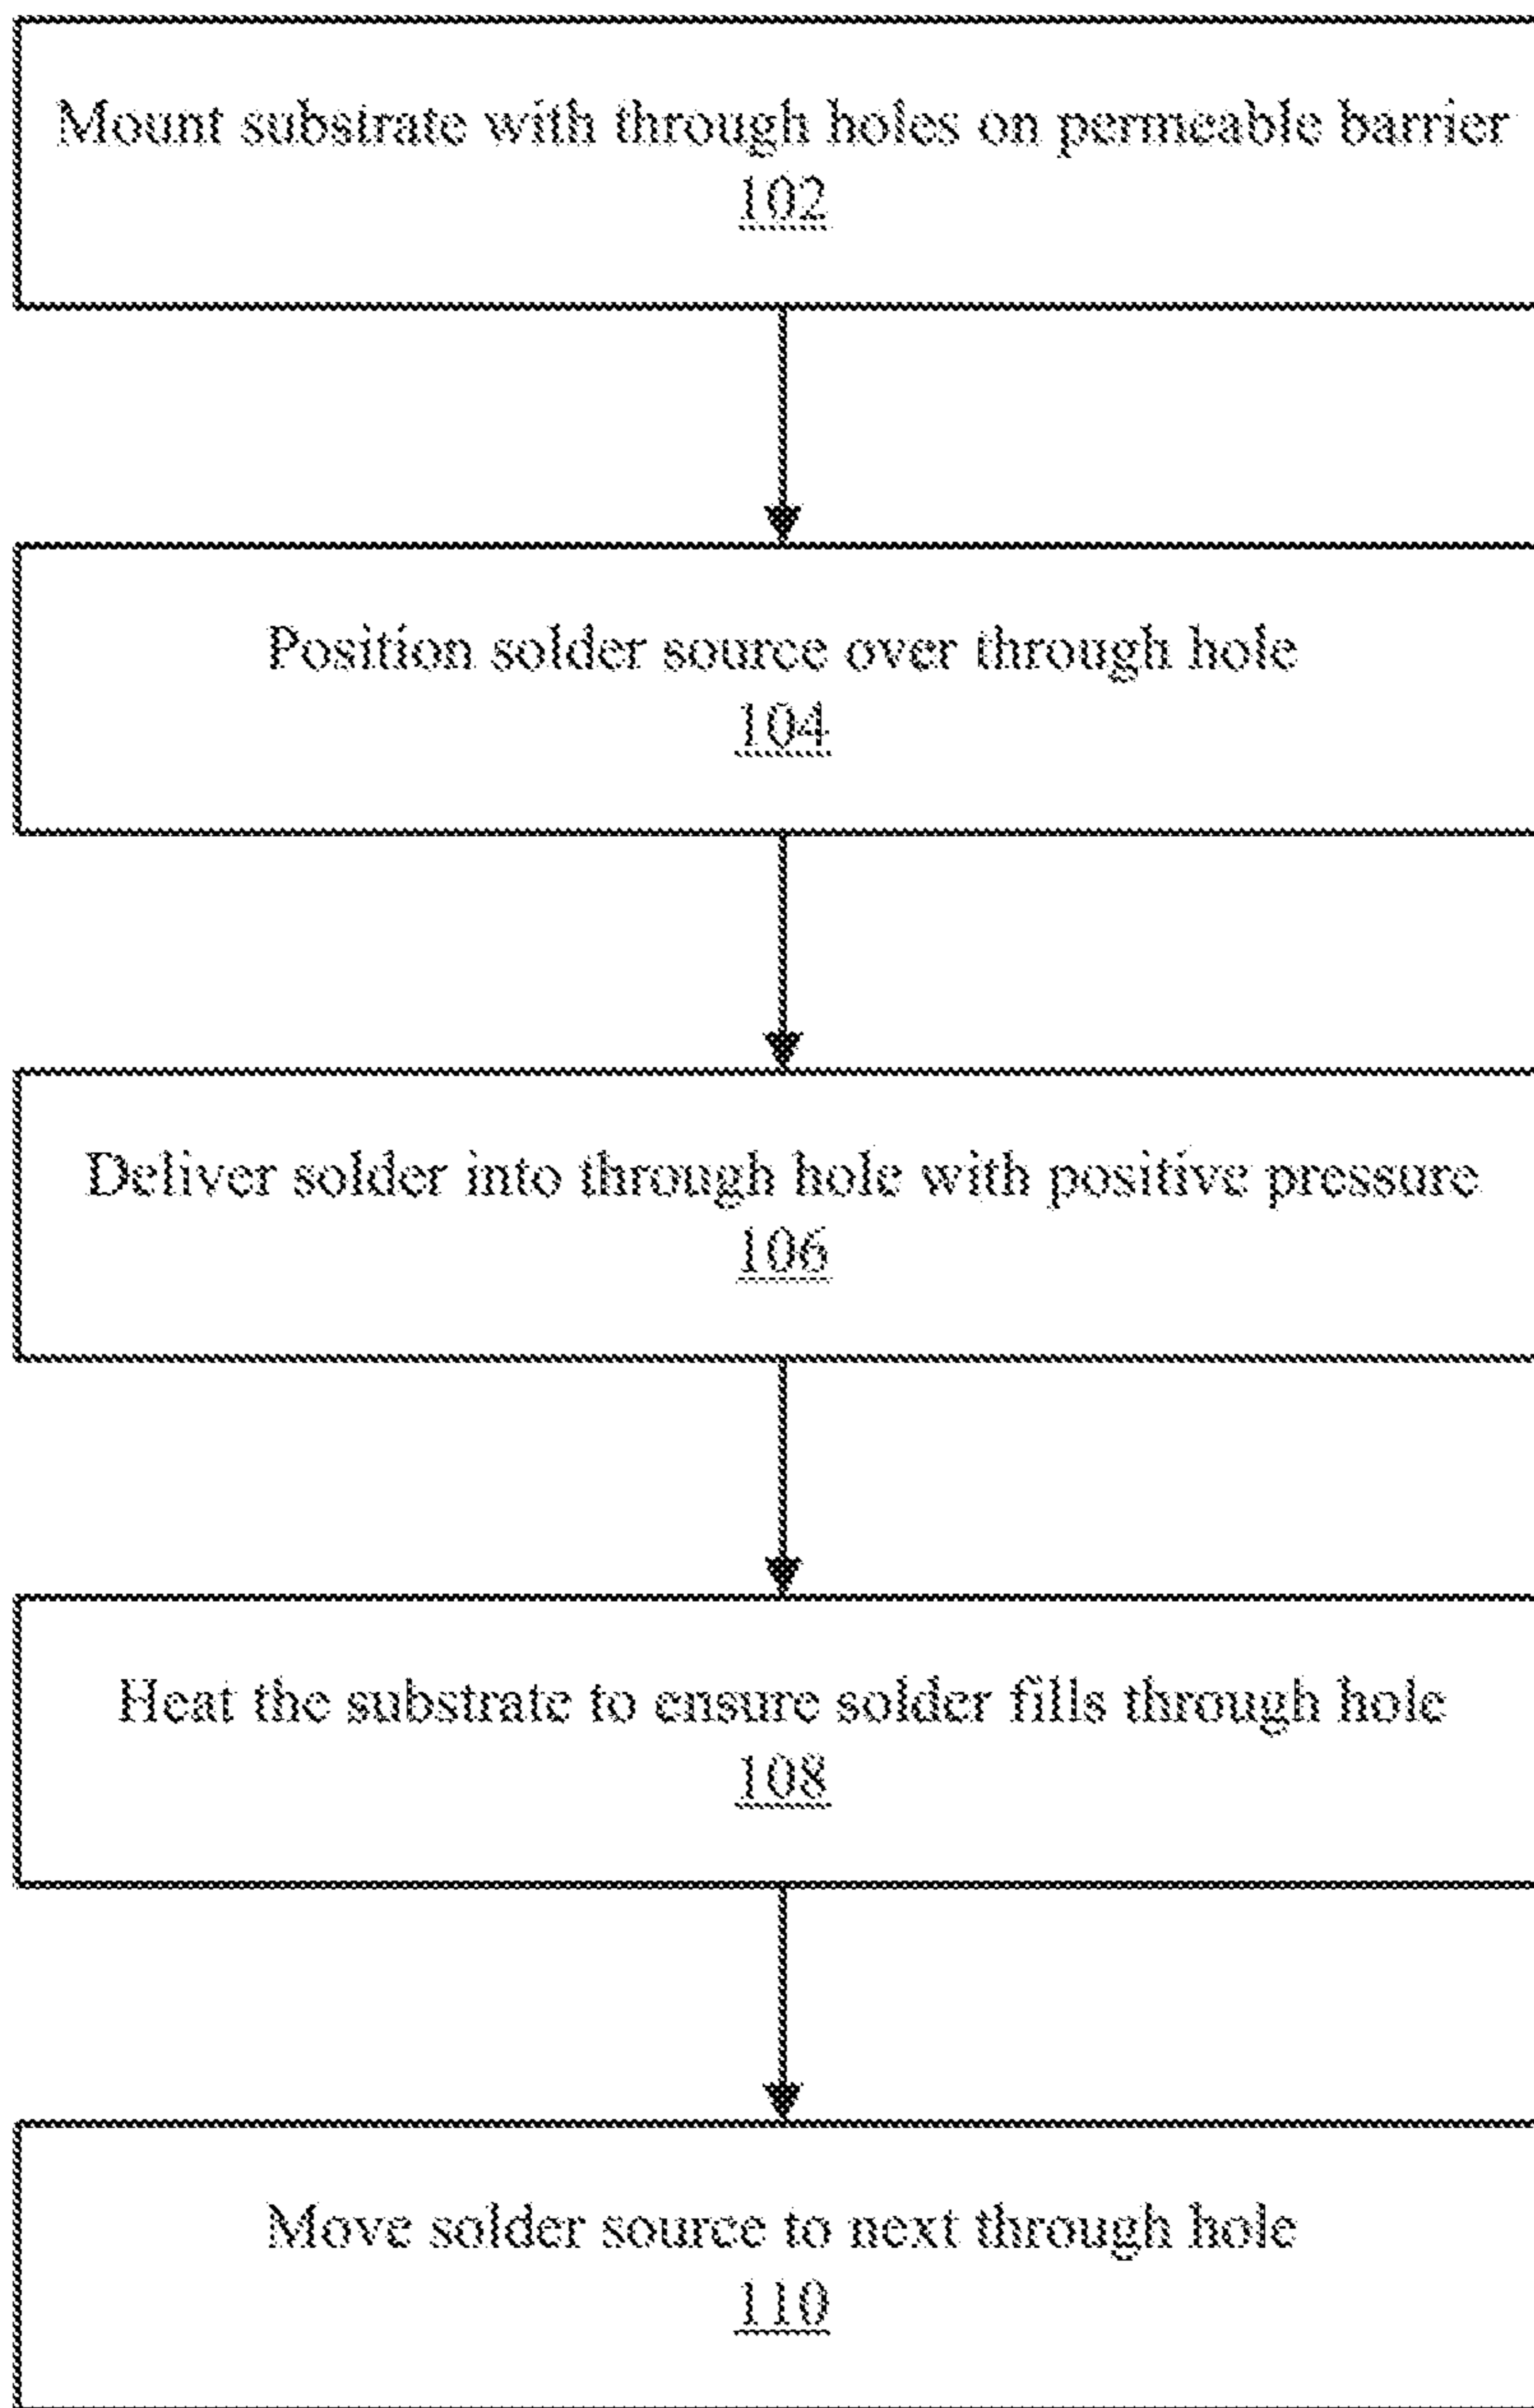 Mount substrate with through holes on permeable barrier
102
Position solder source over through hole
104
Deliver solder into through hole with positive pressure
106
Heat the substrate to ensure solder fills through hole
108
Move solder source to next through hole
110